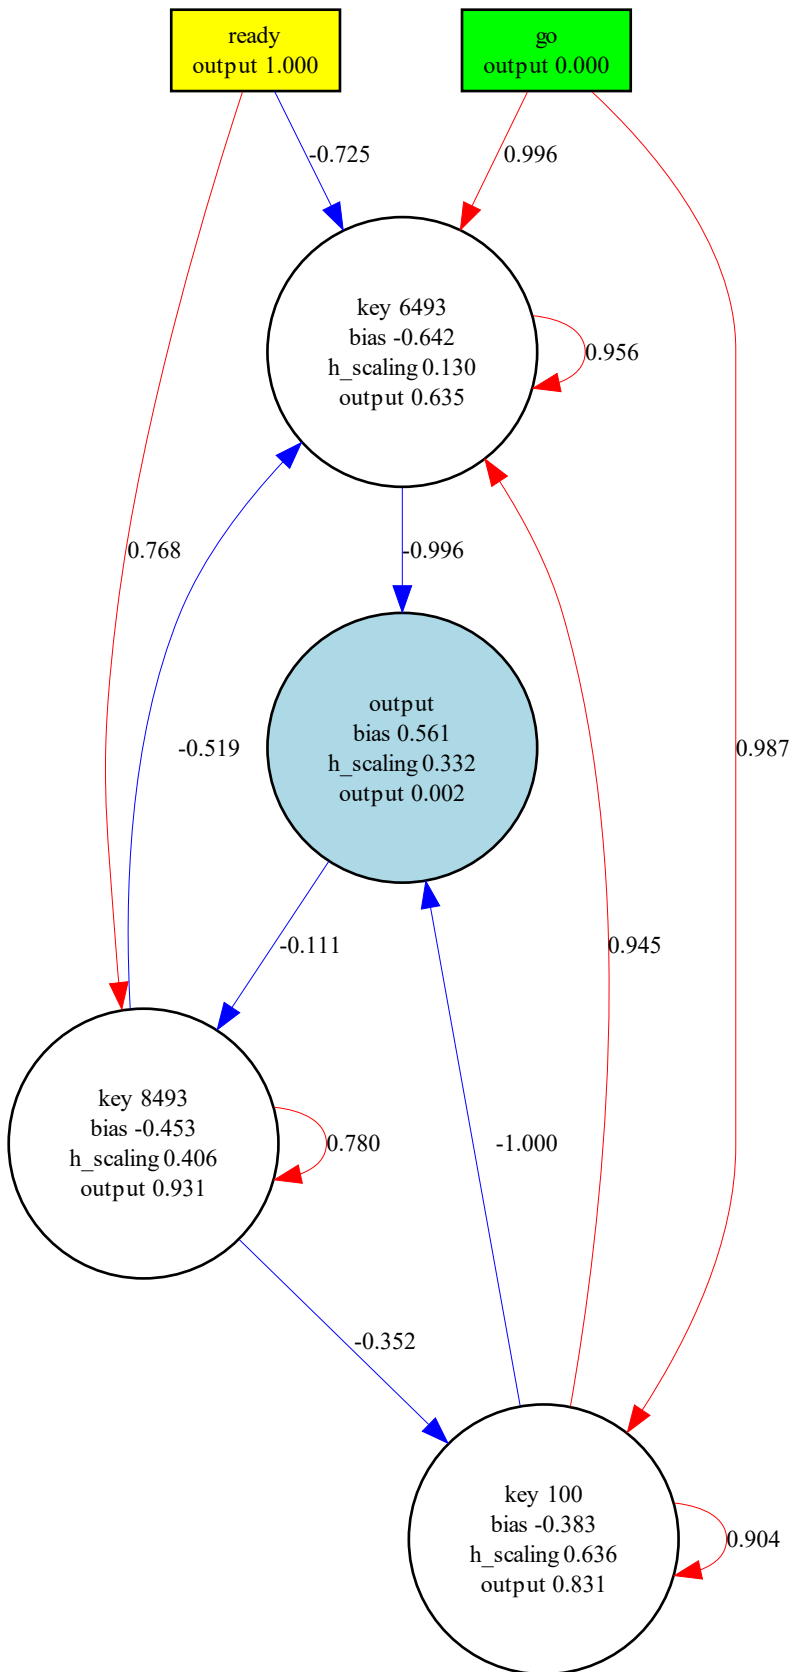 ready
output 1.000
go
output 0.000
-0.725
0.996
key 6493
bias -0.642
h_scaling 0.130
output 0.635
0.956
0.768
-0.996
output
bias 0.561
h_scaling 0.332
output 0.002
-0.519
0.987
-0.111
0.945
key 8493
bias -0.453
h_scaling 0.406
output 0.931
0.780
-1.000
-0.352
key 100
bias -0.383
h_scaling 0.636
output 0.831
0.904